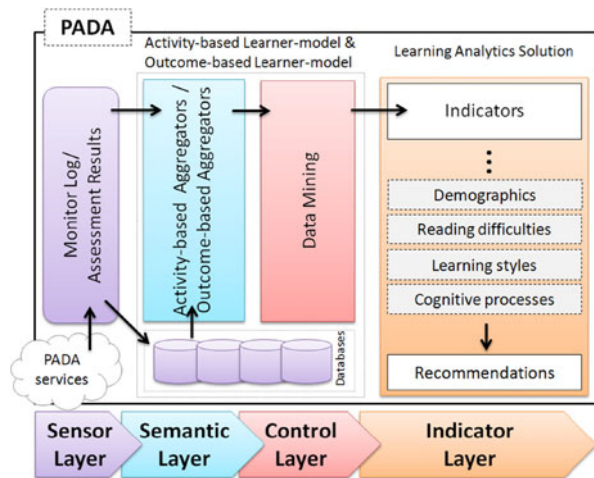 PADA
Activity-based Learner-model &
Outcome-based Learner-model
Learning Analytics Solution
Monitor Log/
Assessment Results
Activity-based Aggregators /
Outcome-based Aggregators
Data Mining
Indicators
Demographics
Reading difficulties
Learning styles
Cognitive processes
Recommendations
PADA
services
Databases
Sensor
Layer
Semantic
Layer
Control
Layer
Indicator
Layer